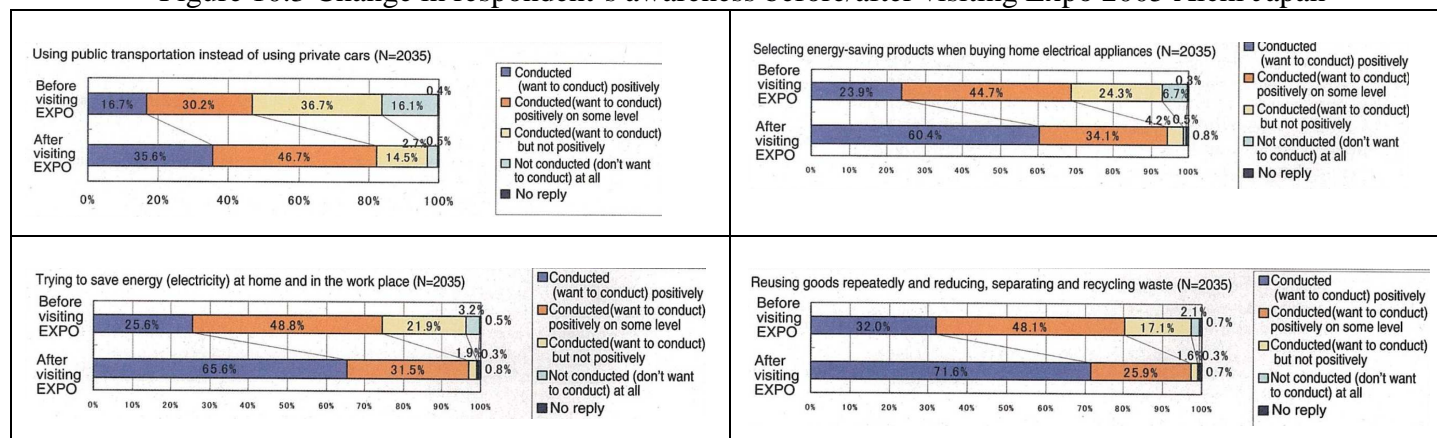 Figure 10.3 Change in respondent's awareness before/after visiting Expo 2005 Aichi Japan
Using public transportation instead of using private cars (N=2035)
Before
visiting
EXPO
16.7% 30.2% 36.7% 16.1% 0.4%
After
visiting
EXPO
35.6% 46.7% 14.5% 2.7% 0.5%
0% 20% 40% 60% 80% 100%
Conducted
(want to conduct) positively
Conducted(want to conduct)
positively on some level
Conducted(want to conduct)
but not positively
Not conducted (don't want
to conduct) at all
No reply
Selecting energy-saving products when buying home electrical appliances (N=2035)
Before
visiting
EXPO
23.9% 44.7% 24.3% 6.7% 0.3%
After
visiting
EXPO
60.4% 34.1% 4.2% 0.5% 0.8%
0% 10% 20% 30% 40% 50% 60% 70% 80% 90% 100%
Conducted
(want to conduct) positively
Conducted(want to conduct)
positively on some level
Conducted(want to conduct)
but not positively
Not conducted (don't want
to conduct) at all
No reply
Trying to save energy (electricity) at home and in the work place (N=2035)
Before
visiting
EXPO
25.6% 48.8% 21.9% 3.2% 0.5%
After
visiting
EXPO
65.6% 31.5% 1.9% 0.3% 0.8%
0% 10% 20% 30% 40% 50% 60% 70% 80% 90% 100%
Conducted
(want to conduct) positively
Conducted(want to conduct)
positively on some level
Conducted(want to conduct)
but not positively
Not conducted (don't want
to conduct) at all
No reply
Reusing goods repeatedly and reducing, separating and recycling waste (N=2035)
Before
visiting
EXPO
32.0% 48.1% 17.1% 2.1% 0.7%
After
visiting
EXPO
71.6% 25.9% 1.6% 0.3% 0.7%
0% 10% 20% 30% 40% 50% 60% 70% 80% 90% 100%
Conducted
(want to conduct) positively
Conducted(want to conduct)
positively on some level
Conducted(want to conduct)
but not positively
Not conducted (don't want
to conduct) at all
No reply